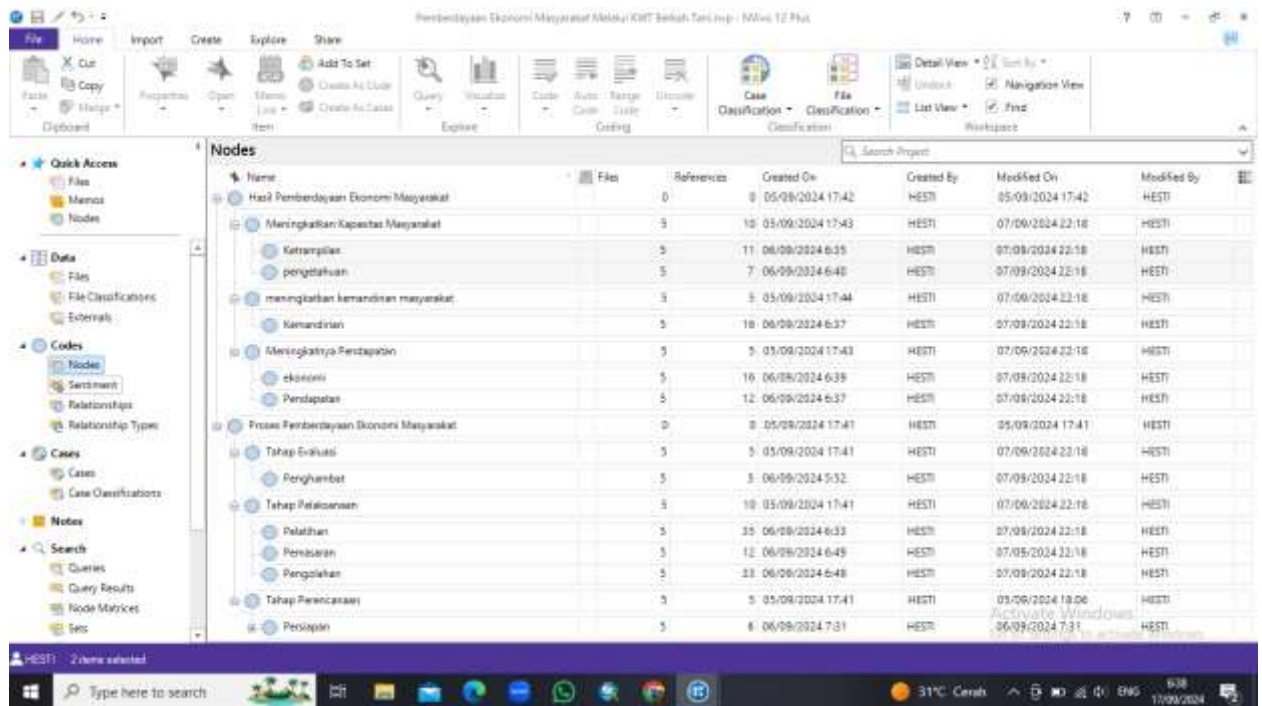 Pemberdayaan Ekonomi Masyarakat Melalui KWT Berkah Tani.nvp - NVivo 12 Plus
File Home Import Create Explore Share
Cut
Copy
Merge
Paste
Clipboard
Properties
Open
Memo Link
Add To Set
Create As Code
Create As Cases
Item
Query
Visualize
Explore
Code
Auto Code
Range Code
Uncode
Coding
Case Classification
File Classification
Classification
Detail View
Sort By
Undock
Navigation View
List View
Find
Workspace
Quick Access
Files
Memos
Nodes
Data
Files
File Classifications
Externals
Codes
Nodes
Sentiment
Relationships
Relationship Types
Cases
Cases
Case Classifications
Notes
Search
Queries
Query Results
Node Matrices
Sets
Nodes
Search Project
Name Files References Created On Created By Modified On Modified By
Hasil Pemberdayaan Ekonomi Masyarakat 0 0 05/09/2024 17:42 HESTI 05/09/2024 17:42 HESTI
Meningkatkan Kapasitas Masyarakat 5 10 05/09/2024 17:43 HESTI 07/09/2024 22:18 HESTI
Ketrampilan 5 11 06/09/2024 6:35 HESTI 07/09/2024 22:18 HESTI
pengetahuan 5 7 06/09/2024 6:40 HESTI 07/09/2024 22:18 HESTI
meningkatkan kemandirian masyarakat 5 5 05/09/2024 17:44 HESTI 07/09/2024 22:18 HESTI
Kemandirian 5 06/09/2024 6:37 HESTI 07/09/2024 22:18 HESTI
Meningkatnya Pendapatan 5 5 05/09/2024 17:43 HESTI 07/09/2024 22:18 HESTI
ekonomi 5 16 06/09/2024 6:39 HESTI 07/09/2024 22:18 HESTI
Pendapatan 5 12 06/09/2024 6:37 HESTI 07/09/2024 22:18 HESTI
Proses Pemberdayaan Ekonomi Masyarakat 0 0 05/09/2024 17:41 HESTI 05/09/2024 17:41 HESTI
Tahap Evaluasi 5 5 05/09/2024 17:41 HESTI 07/09/2024 22:18 HESTI
Penghambat 5 5 06/09/2024 5:52 HESTI 07/09/2024 22:18 HESTI
Tahap Pelaksanaan 5 10 05/09/2024 17:41 HESTI 07/09/2024 22:18 HESTI
Pelatihan 5 06/09/2024 6:33 HESTI 07/09/2024 22:18 HESTI
Pemasaran 5 12 06/09/2024 6:49 HESTI 07/09/2024 22:18 HESTI
Pengolahan 5 06/09/2024 6:48 HESTI 07/09/2024 22:18 HESTI
Tahap Perencanaan 5 5 05/09/2024 17:41 HESTI 05/09/2024 18:06 HESTI
Persiapan 5 6 06/09/2024 7:31 HESTI 06/09/2024 7:31 HESTI
Activate Windows
HESTI 2 items selected
Type here to search
31°C Cerah
ENG
6:38
17/09/2024